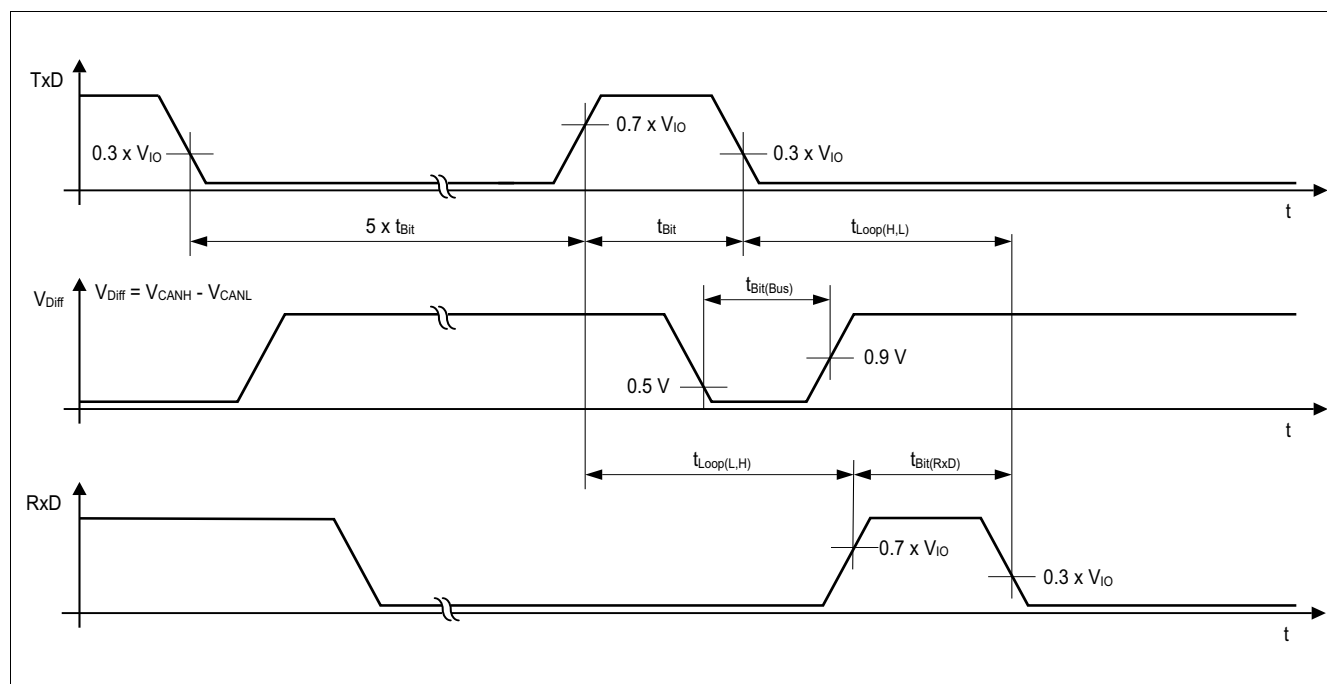 TxD
0.3 x VIO
0.7 x VIO
0.3 x VIO
t
5 x tBit
tBit
tLoop(H,L)
VDiff
VDiff = VCANH - VCANL
tBit(Bus)
0.5 V
0.9 V
t
tLoop(L,H)
tBit(RxD)
RxD
0.7 x VIO
0.3 x VIO
t